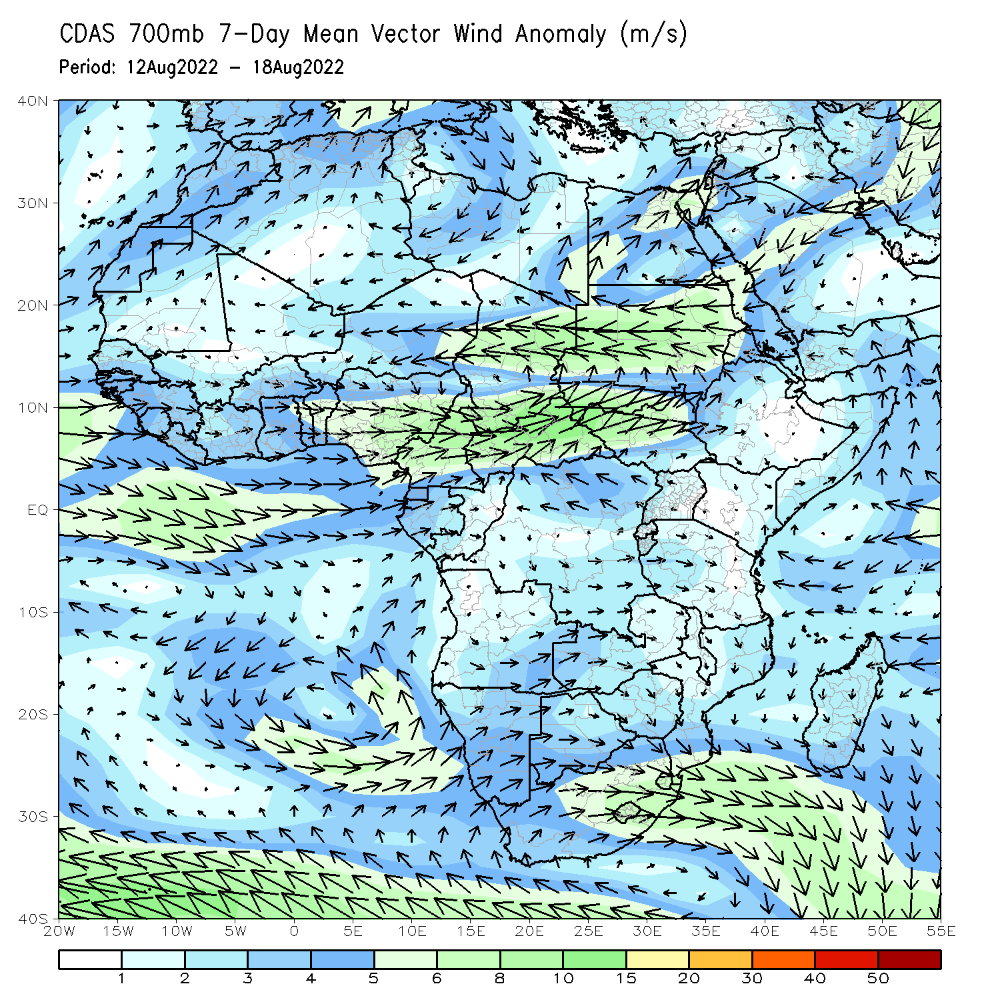 CDAS 700mb 7-Day Mean Vector Wind Anomaly (m/s)
Period: 12Aug2022 - 18Aug2022
40N
30N
20N
10N
EQ
10S
20S
30S
40S
20W 15W 10W 5W 0 5E 10E 15E 20E 25E 30E 35E 40E 45E 50E 55E
1 2 3 4 5 6 8 10 15 20 30 40 50